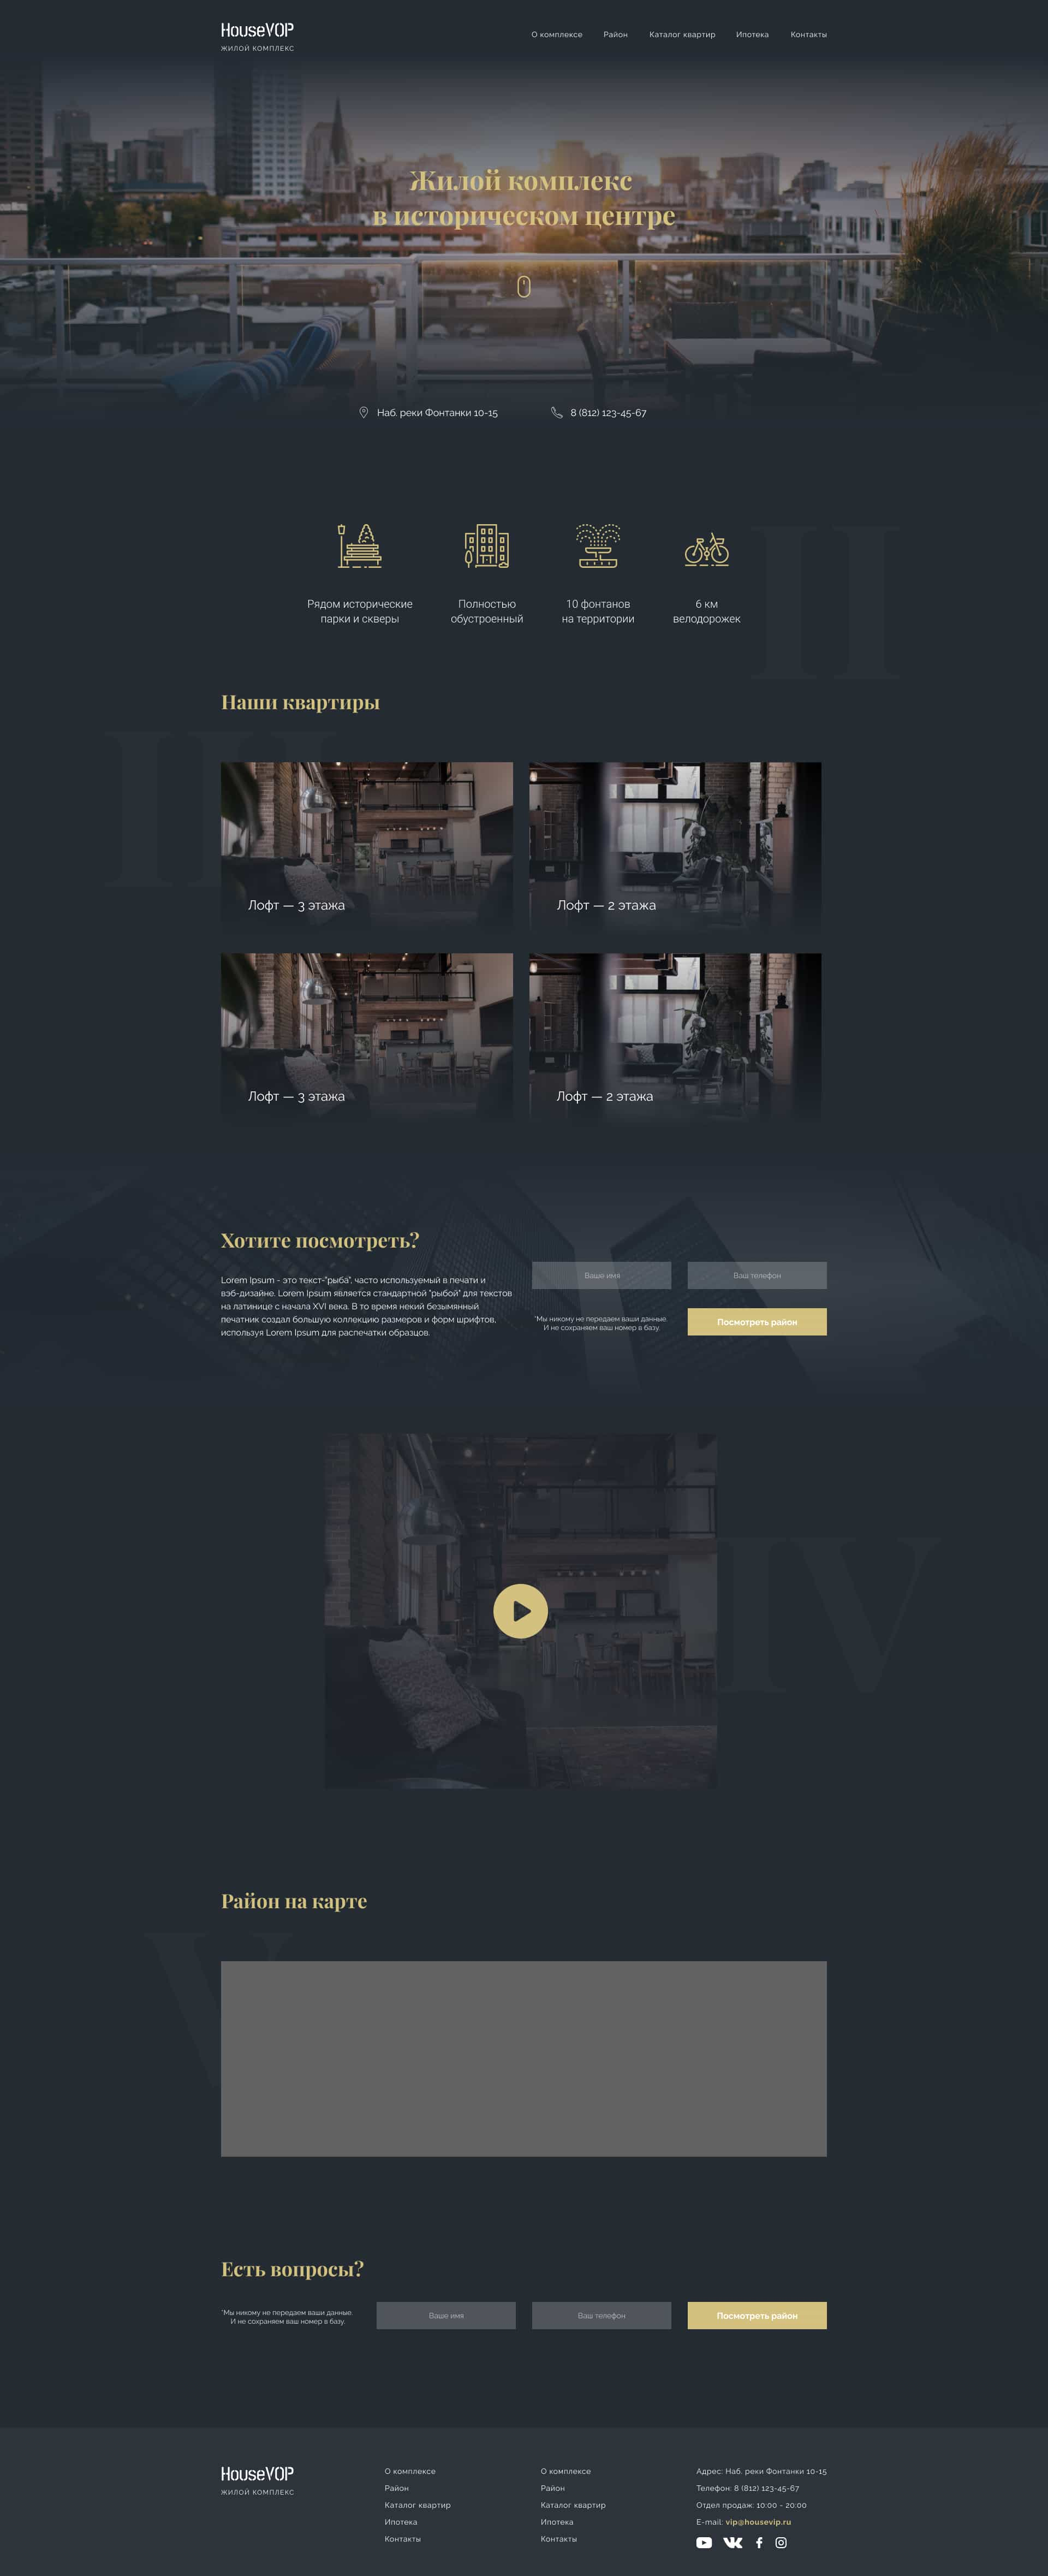 HouseVOP
ЖИЛОЙ КОМПЛЕКС
О комплексе
Район
Каталог квартир
Ипотека
Контакты
Жилой комплекс
в историческом центре
Наб. реки Фонтанки 10-15
8 (812) 123-45-67
II
Рядом исторические
парки и скверы
Полностью
обустроенный
10 фонтанов
на территории
6 км
велодорожек
Наши квартиры
III
Лофт — 3 этажа
Лофт — 2 этажа
Лофт — 3 этажа
Лофт — 2 этажа
Хотите посмотреть?
Lorem Ipsum - это текст-"рыба", часто используемый в печати и
вэб-дизайне. Lorem Ipsum является стандартной "рыбой" для текстов
на латинице с начала XVI века. В то время некий безымянный
печатник создал большую коллекцию размеров и форм шрифтов,
используя Lorem Ipsum для распечатки образцов.
Ваше имя
Ваш телефон
*Мы никому не передаем ваши данные.
И не сохраняем ваш номер в базу.
Посмотреть район
IV
Район на карте
V
Есть вопросы?
*Мы никому не передаем ваши данные.
И не сохраняем ваш номер в базу.
Ваше имя
Ваш телефон
Посмотреть район
HouseVOP
ЖИЛОЙ КОМПЛЕКС
О комплексе
Район
Каталог квартир
Ипотека
Контакты
О комплексе
Район
Каталог квартир
Ипотека
Контакты
Адрес: Наб. реки Фонтанки 10-15
Телефон: 8 (812) 123-45-67
Отдел продаж: 10:00 - 20:00
E-mail: vip@housevip.ru